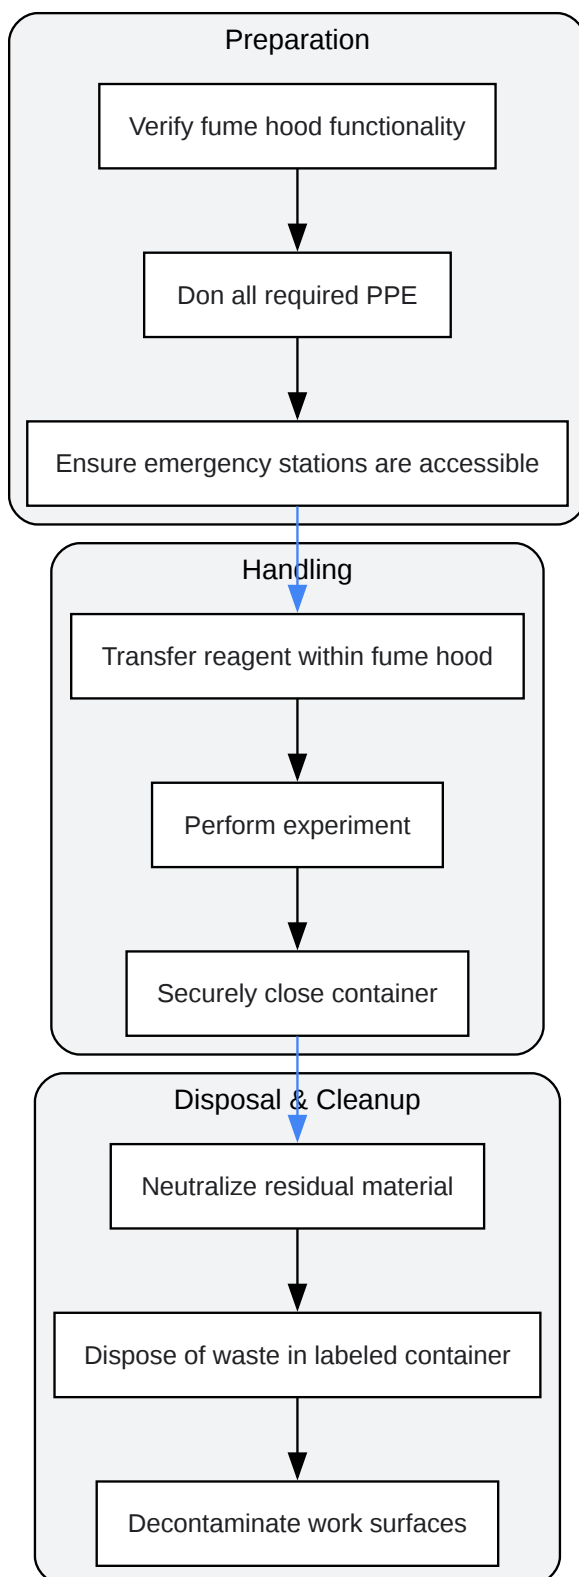 Preparation
Verify fume hood functionality
Don all required PPE
Ensure emergency stations are accessible
Handling
Transfer reagent within fume hood
Perform experiment
Securely close container
Disposal & Cleanup
Neutralize residual material
Dispose of waste in labeled container
Decontaminate work surfaces